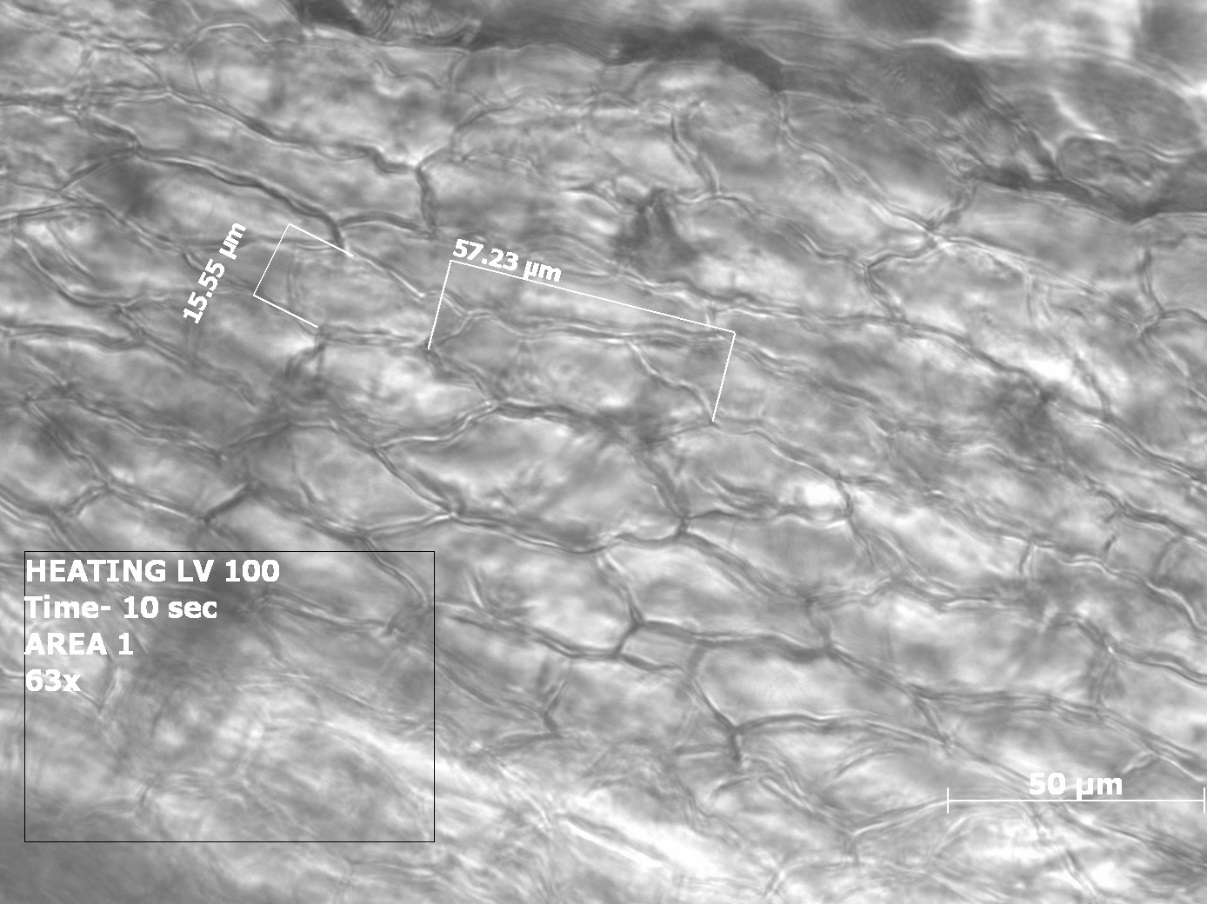 15.55 µm
57.23 µm
HEATING LV 100
Time- 10 sec
AREA 1
63x
50 µm